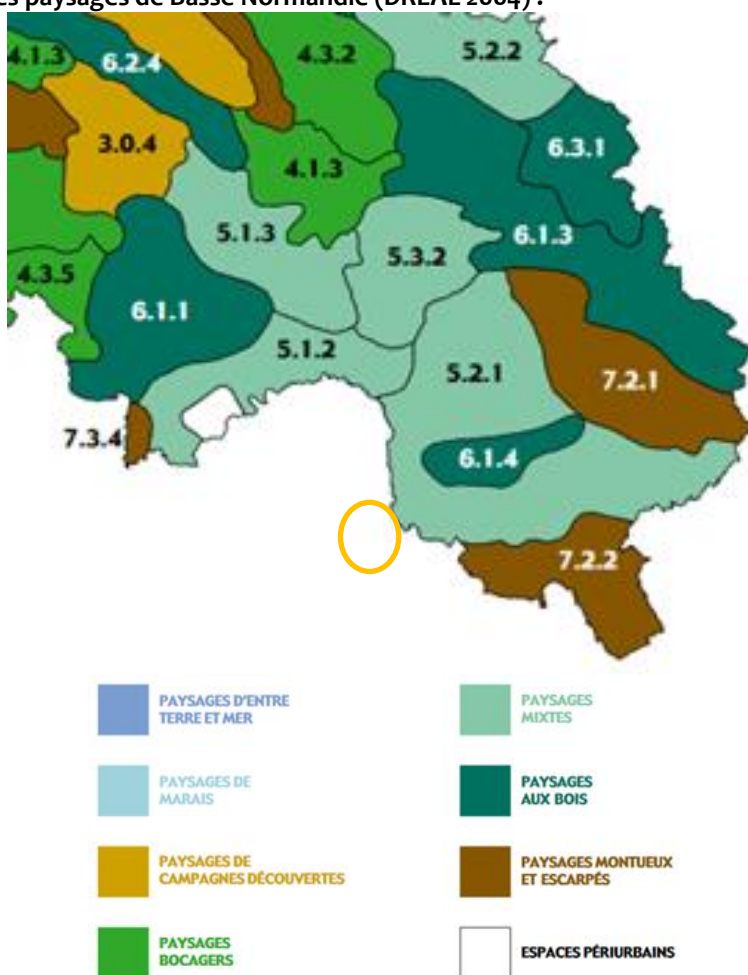 es paysages de Basse Normandie (DREAL 2004) :
4.1.3
6.2.4
4.3.2
5.2.2
3.0.4
4.1.3
6.3.1
5.1.3
5.3.2
6.1.3
4.3.5
6.1.1
5.1.2
5.2.1
7.2.1
7.3.4
6.1.4
7.2.2
PAYSAGES D'ENTRE
TERRE ET MER
PAYSAGES
MIXTES
PAYSAGES DE
MARAIS
PAYSAGES
AUX BOIS
PAYSAGES DE
CAMPAGNES DÉCOUVERTES
PAYSAGES MONTUEUX
ET ESCARPÉS
PAYSAGES
BOCAGERS
ESPACES PÉRIURBAINS